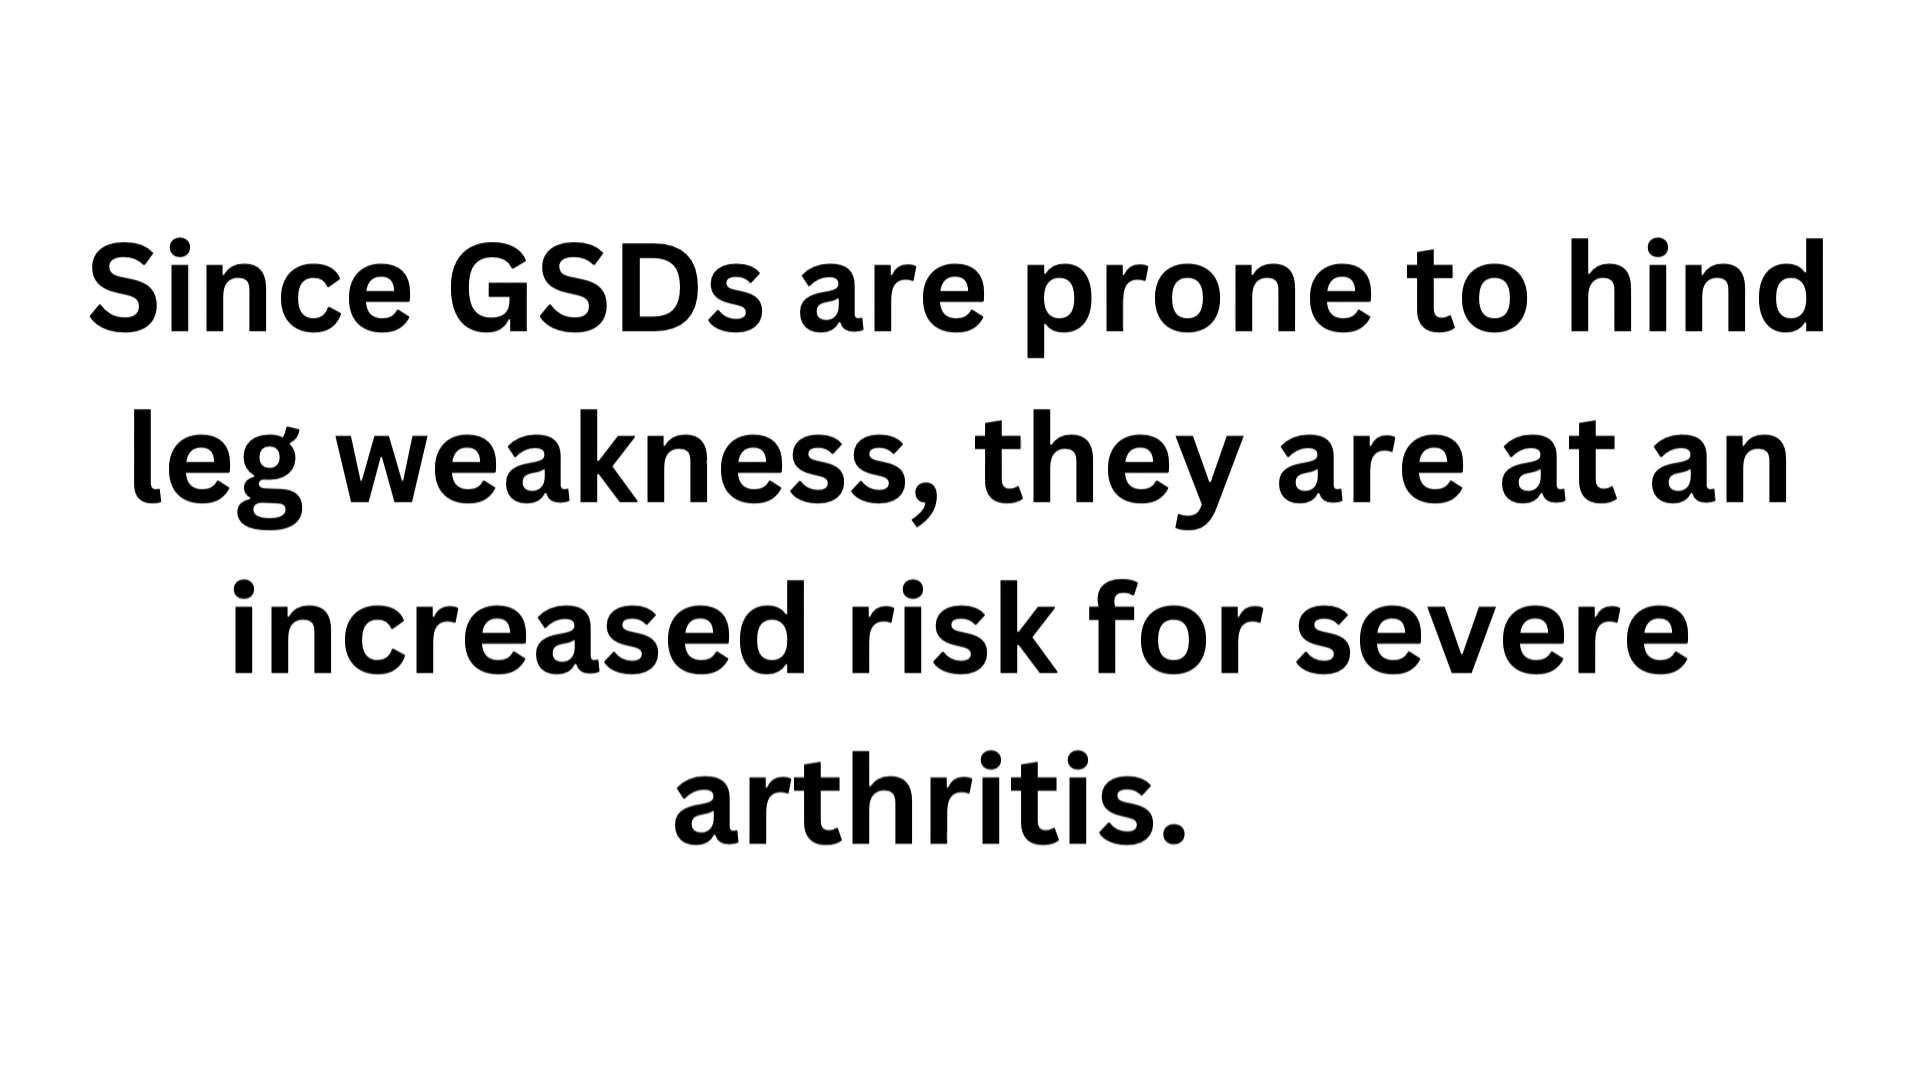 Since GSDs are prone to hind
leg weakness, they are at an
increased risk for severe
arthritis.